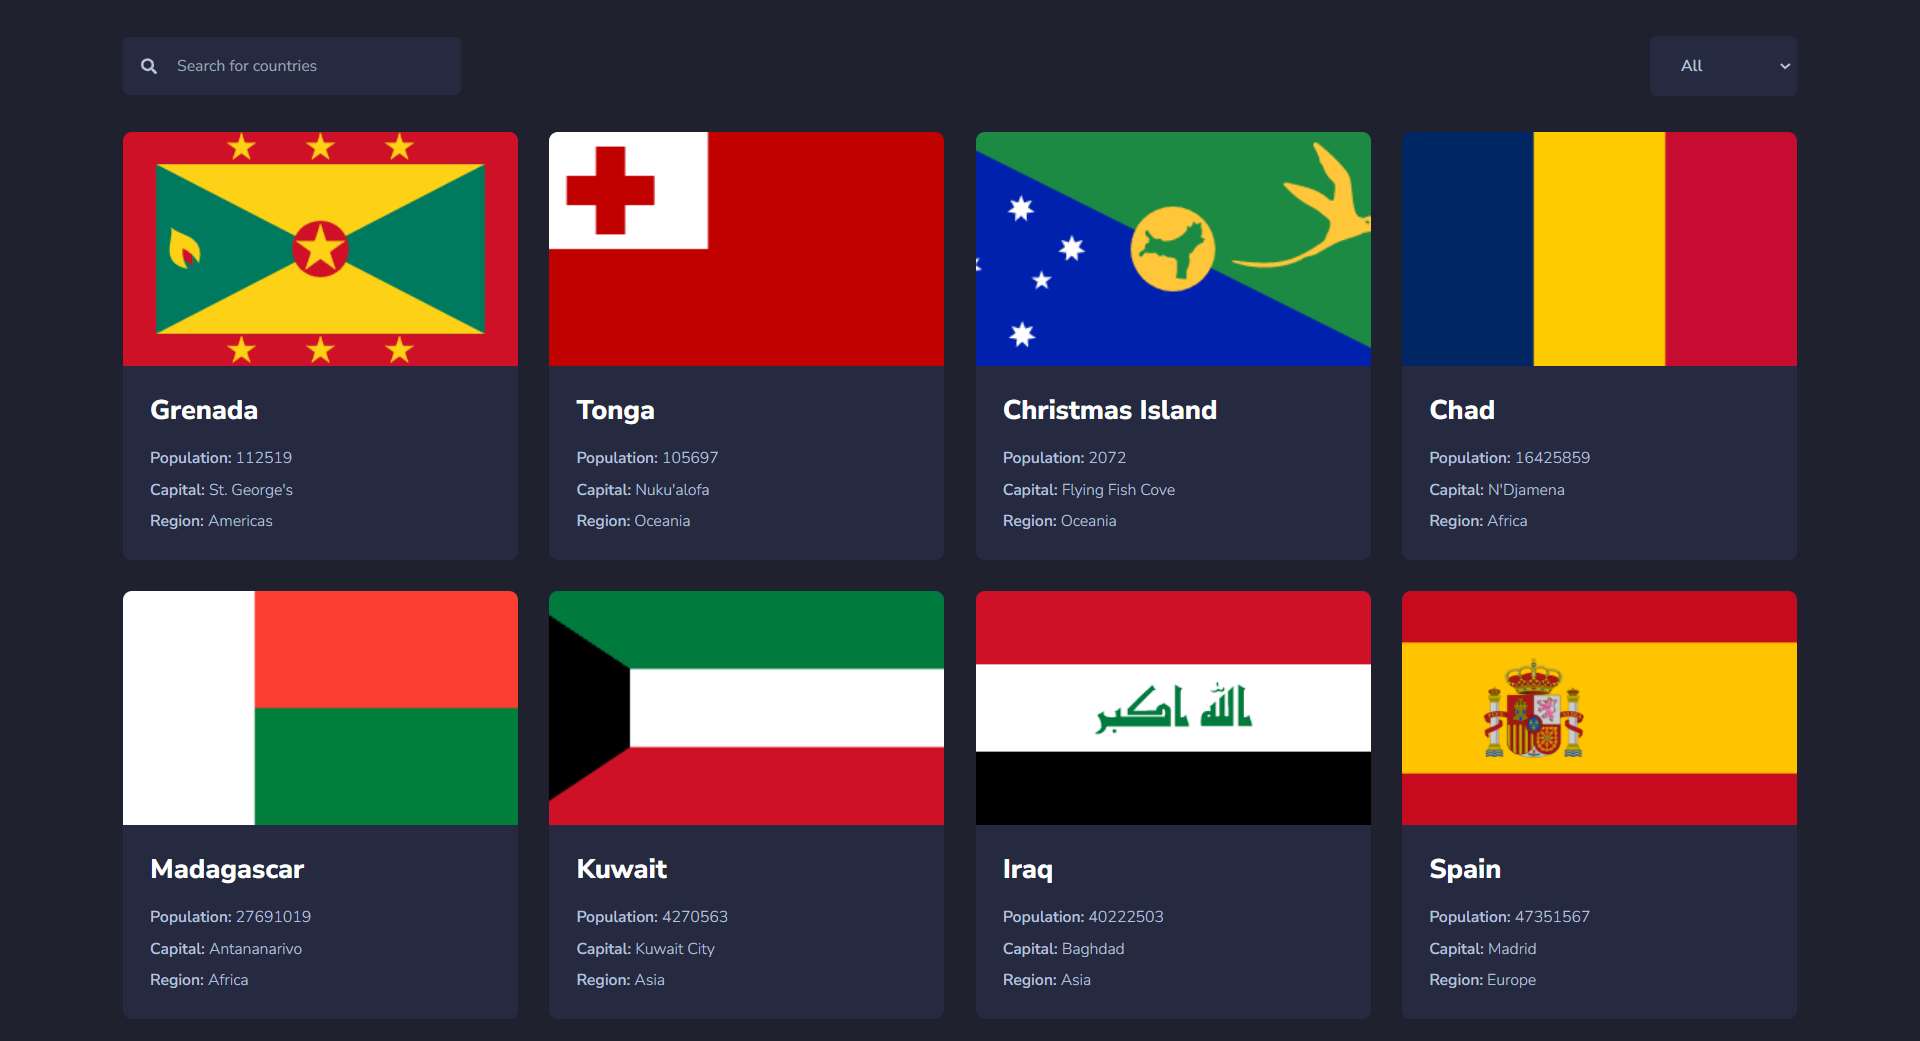 Search for countries
All
Grenada
Population: 112519
Capital: St. George's
Region: Americas
Tonga
Population: 105697
Capital: Nuku'alofa
Region: Oceania
Christmas Island
Population: 2072
Capital: Flying Fish Cove
Region: Oceania
Chad
Population: 16425859
Capital: N'Djamena
Region: Africa
الله اكبر
Madagascar
Population: 27691019
Capital: Antananarivo
Region: Africa
Kuwait
Population: 4270563
Capital: Kuwait City
Region: Asia
Iraq
Population: 40222503
Capital: Baghdad
Region: Asia
Spain
Population: 47351567
Capital: Madrid
Region: Europe